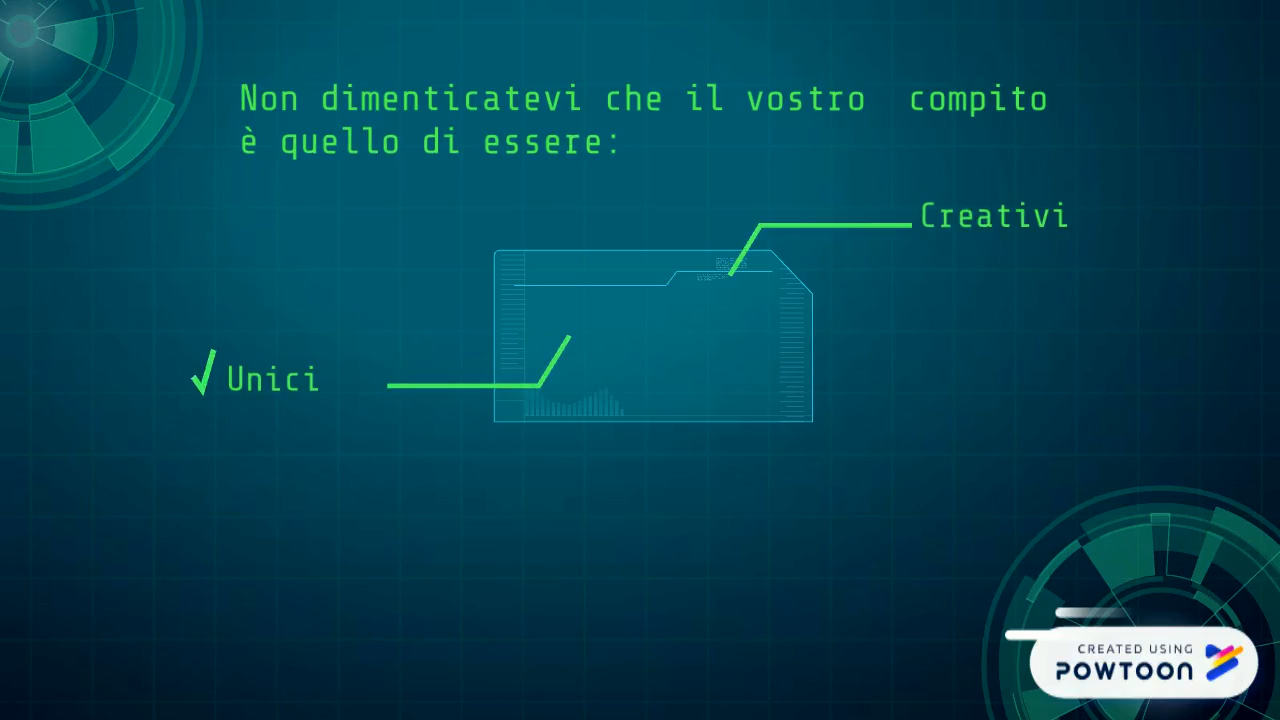 Non dimenticatevi che il vostro compito
è quello di essere:
Creativi
Unici
CREATED USING
POWTOON